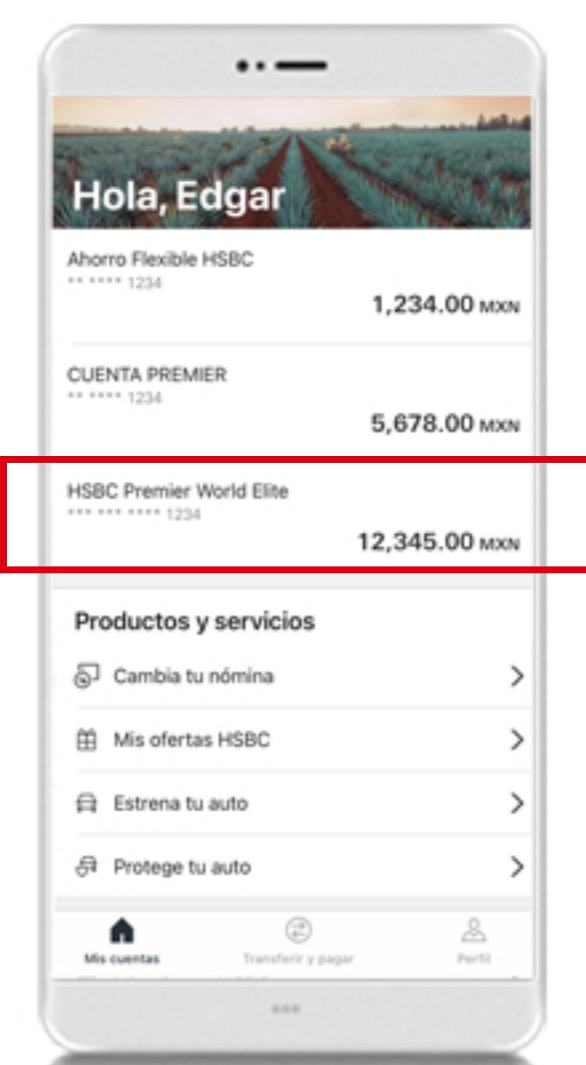 Hola, Edgar
Ahorro Flexible HSBC
** **** 1234
1,234.00 MXN
CUENTA PREMIER
** **** 1234
5,678.00 MXN
HSBC Premier World Elite
*** *** **** 1234
12,345.00 MXN
Productos y servicios
Cambia tu nómina
Mis ofertas HSBC
Estrena tu auto
Protege tu auto
Mis cuentas
Transferir y pagar
Perfil